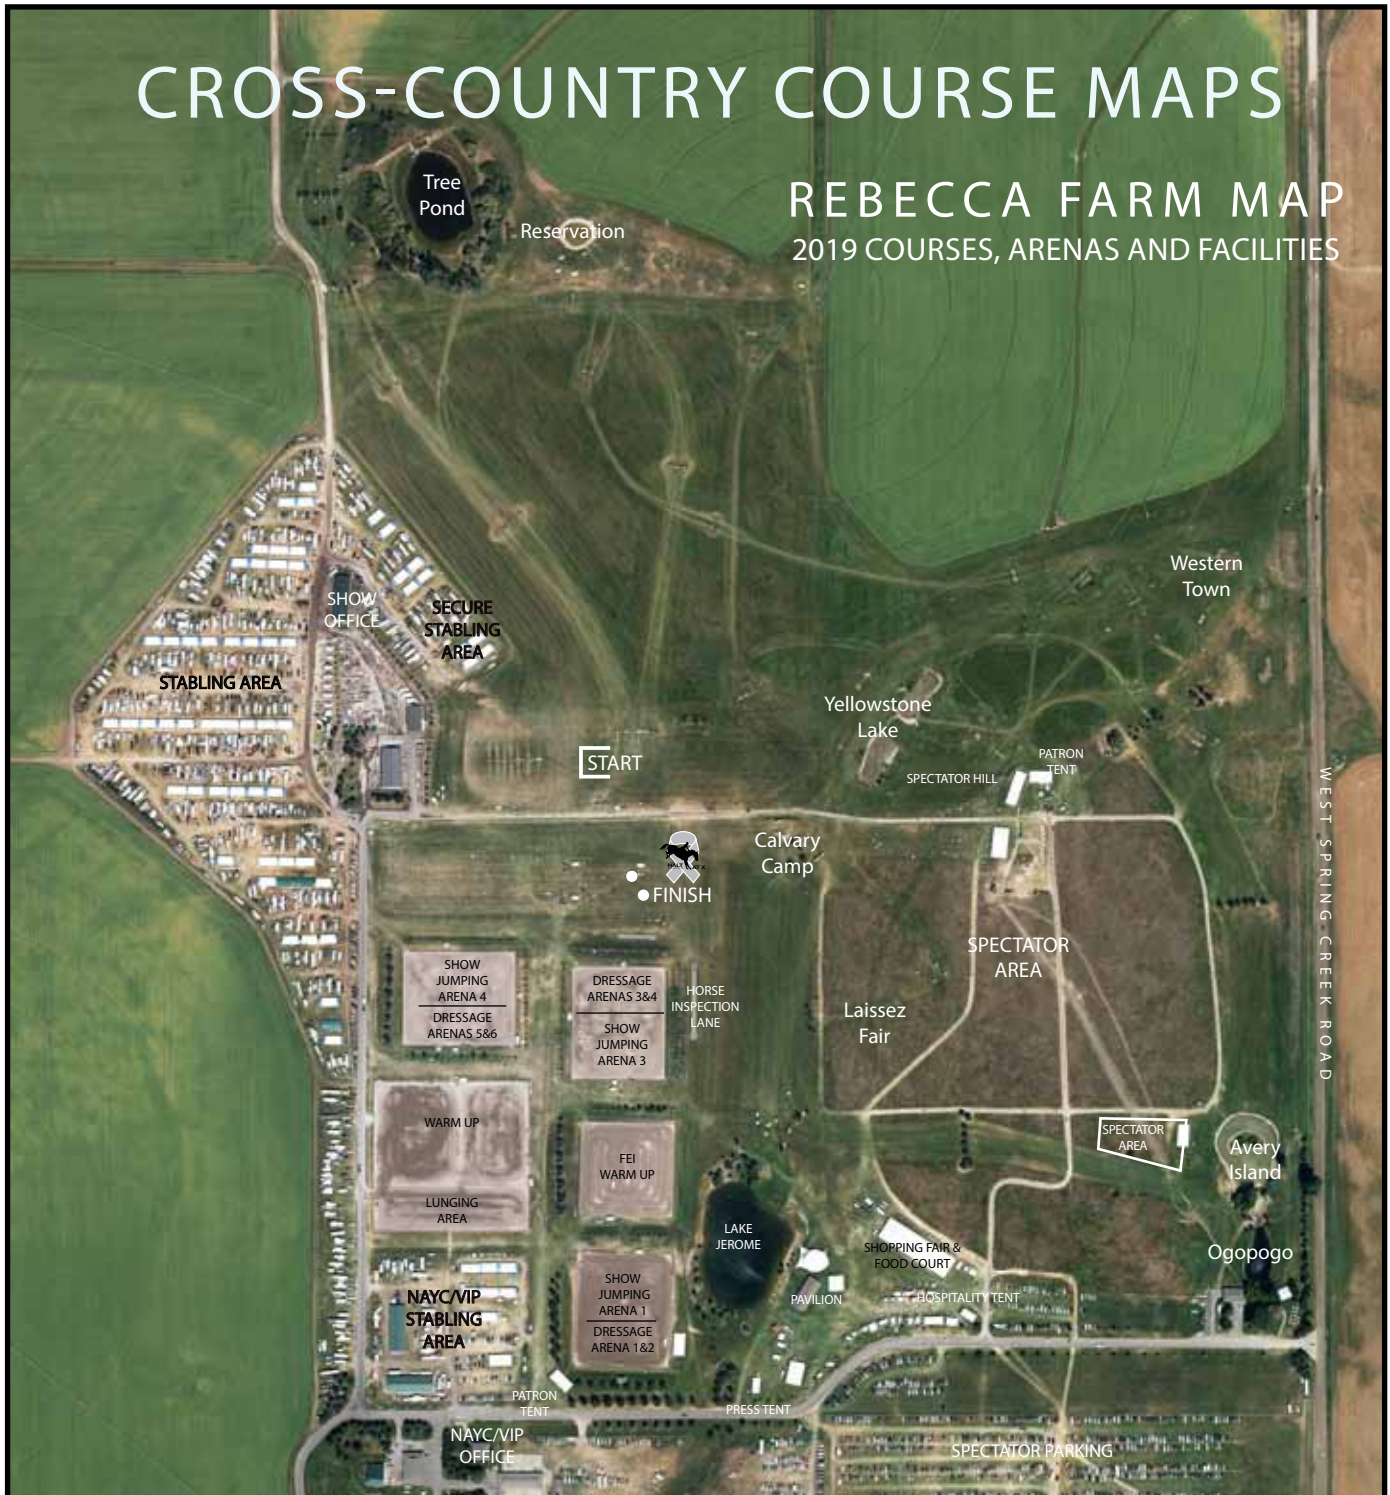 CROSS-COUNTRY COURSE MAPS
REBECCA FARM MAP
2019 COURSES, ARENAS AND FACILITIES
Tree
Pond
Reservation
Western
Town
SHOW
OFFICE
SECURE
STABLING
AREA
STABLING AREA
Yellowstone
Lake
PATRON
TENT
SPECTATOR HILL
START
WEST SPRING CREEK ROAD
Calvary
Camp
HALT
X
FINISH
SPECTATOR
AREA
SHOW
JUMPING
ARENA 4
DRESSAGE
ARENAS 5&6
DRESSAGE
ARENAS 3&4
SHOW
JUMPING
ARENA 3
HORSE
INSPECTION
LANE
Laissez
Fair
WARM UP
LUNGING
AREA
FEI
WARM UP
SPECTATOR
AREA
Avery
Island
LAKE
JEROME
SHOPPING FAIR &
FOOD COURT
Ogopogo
PAVILION
HOSPITALITY TENT
NAYC/VIP
STABLING
AREA
SHOW
JUMPING
ARENA 1
DRESSAGE
ARENA 1&2
PATRON
TENT
PRESS TENT
NAYC/VIP
OFFICE
SPECTATOR PARKING